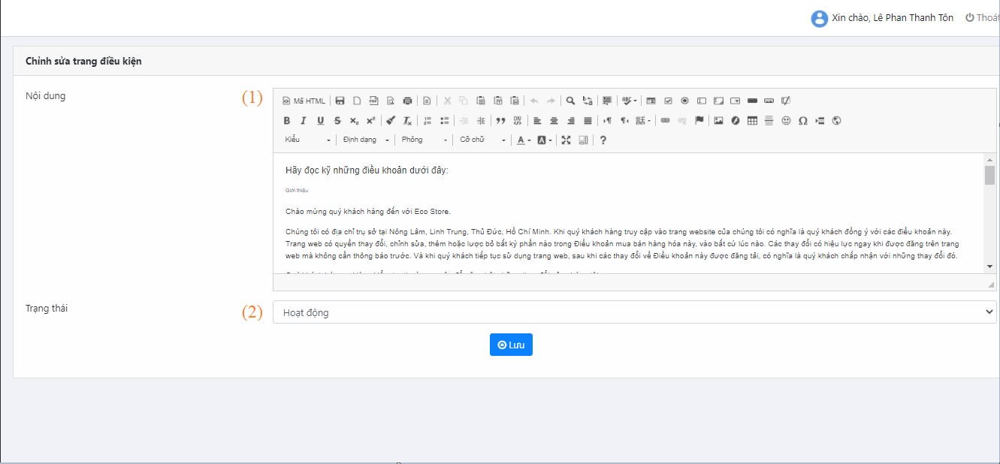 Xin chào, Lê Phan Thanh Tôn Thoát
Chỉnh sửa trang điều kiện
Nội dung
(1)
Mã HTML
Kiểu Định dạng Phông Cỡ chữ
Hãy đọc kỹ những điều khoản dưới đây:
Giới thiệu
Chào mừng quý khách hàng đến với Eco Store.
Chúng tôi có địa chỉ trụ sở tại Nông Lâm, Linh Trung, Thủ Đức, Hồ Chí Minh. Khi quý khách hàng truy cập vào trang website của chúng tôi có nghĩa là quý khách đồng ý với các điều khoản này.
Trang web có quyền thay đổi, chỉnh sửa, thêm hoặc lược bỏ bất kỳ phần nào trong Điều khoản mua bán hàng hóa này, vào bất cứ lúc nào. Các thay đổi có hiệu lực ngay khi được đăng trên trang
web mà không cần thông báo trước. Và khi quý khách tiếp tục sử dụng trang web, sau khi các thay đổi về Điều khoản này được đăng tải, có nghĩa là quý khách chấp nhận với những thay đổi đó.
Trạng thái
(2)
Hoạt động
Lưu